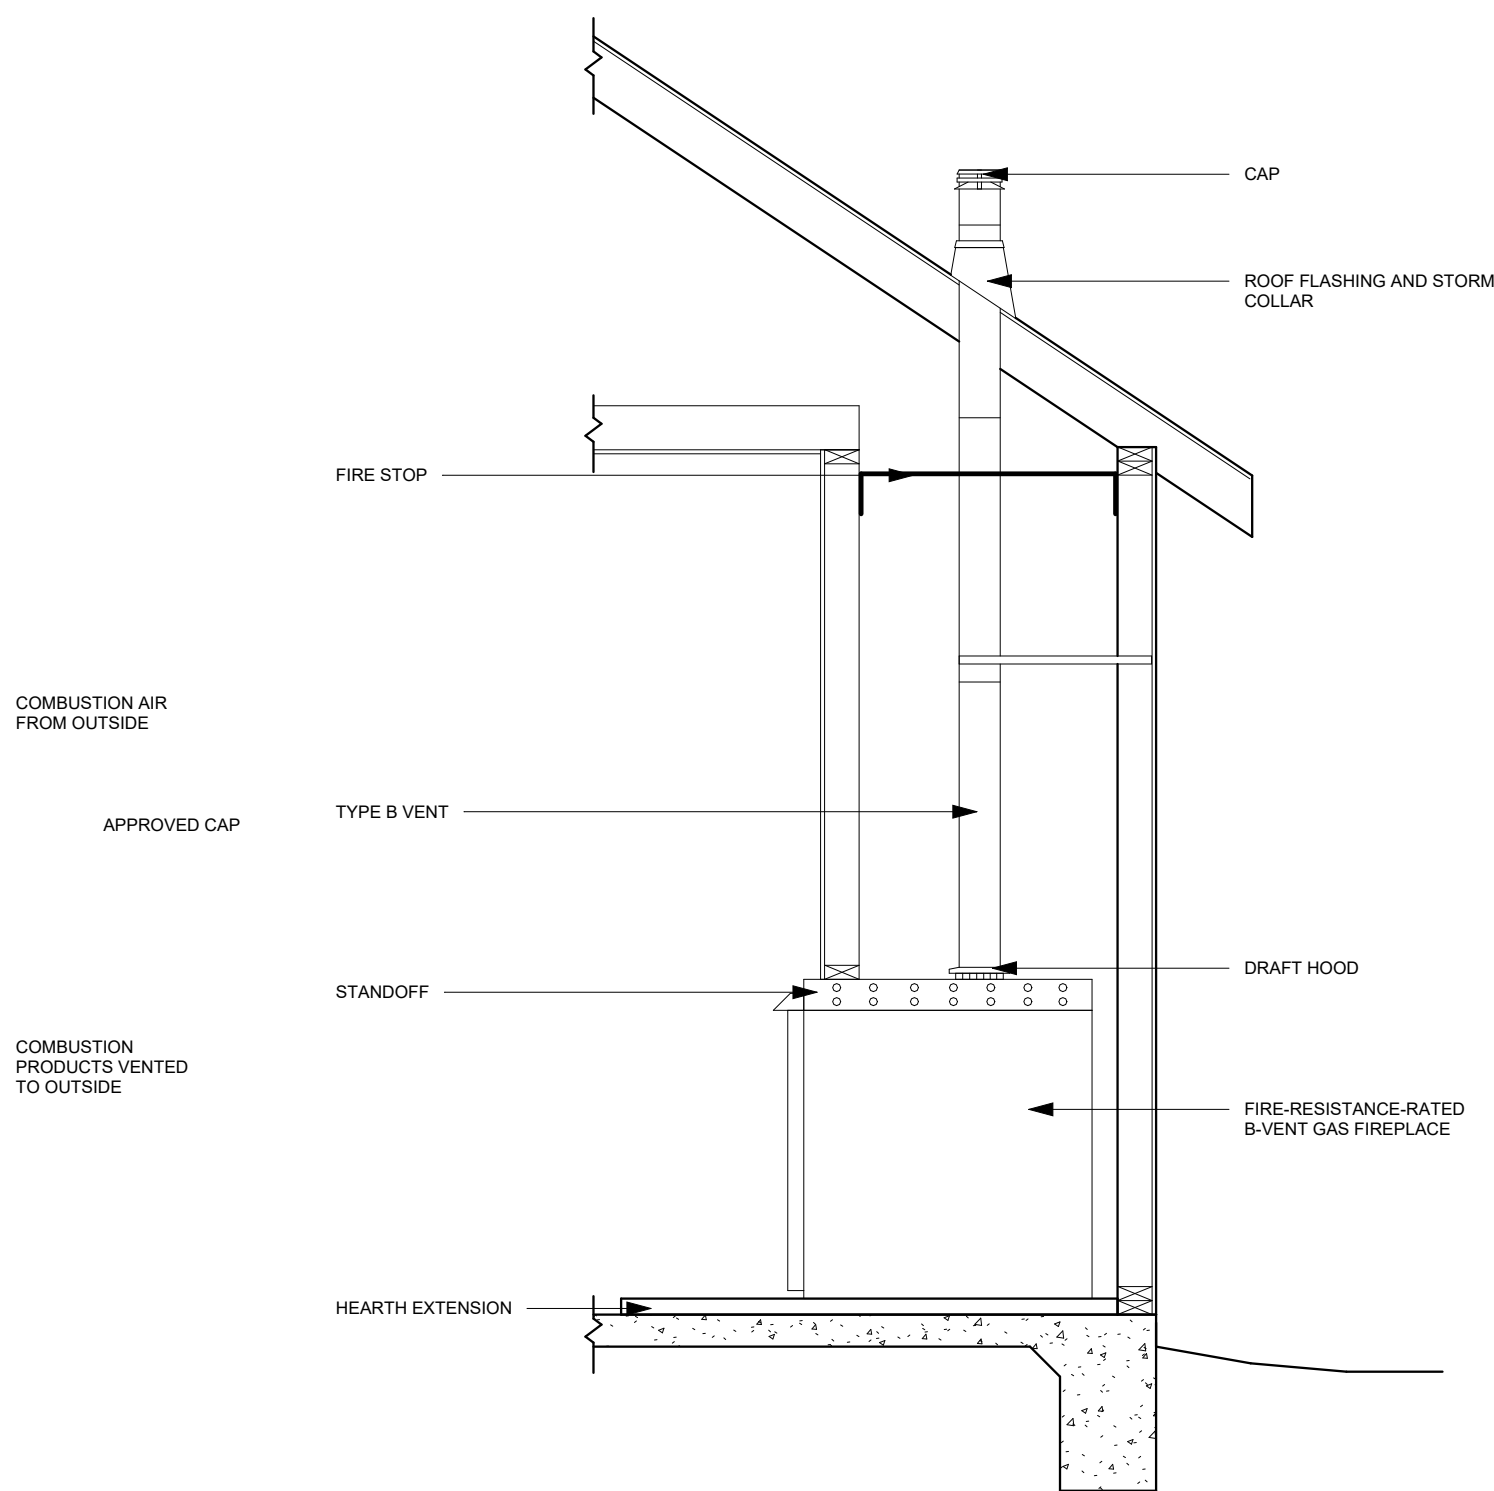 CAP
ROOF FLASHING AND STORM
COLLAR
FIRE STOP
COMBUSTION AIR
FROM OUTSIDE
TYPE B VENT
APPROVED CAP
DRAFT HOOD
STANDOFF
COMBUSTION
PRODUCTS VENTED
TO OUTSIDE
FIRE-RESISTANCE-RATED
B-VENT GAS FIREPLACE
HEARTH EXTENSION